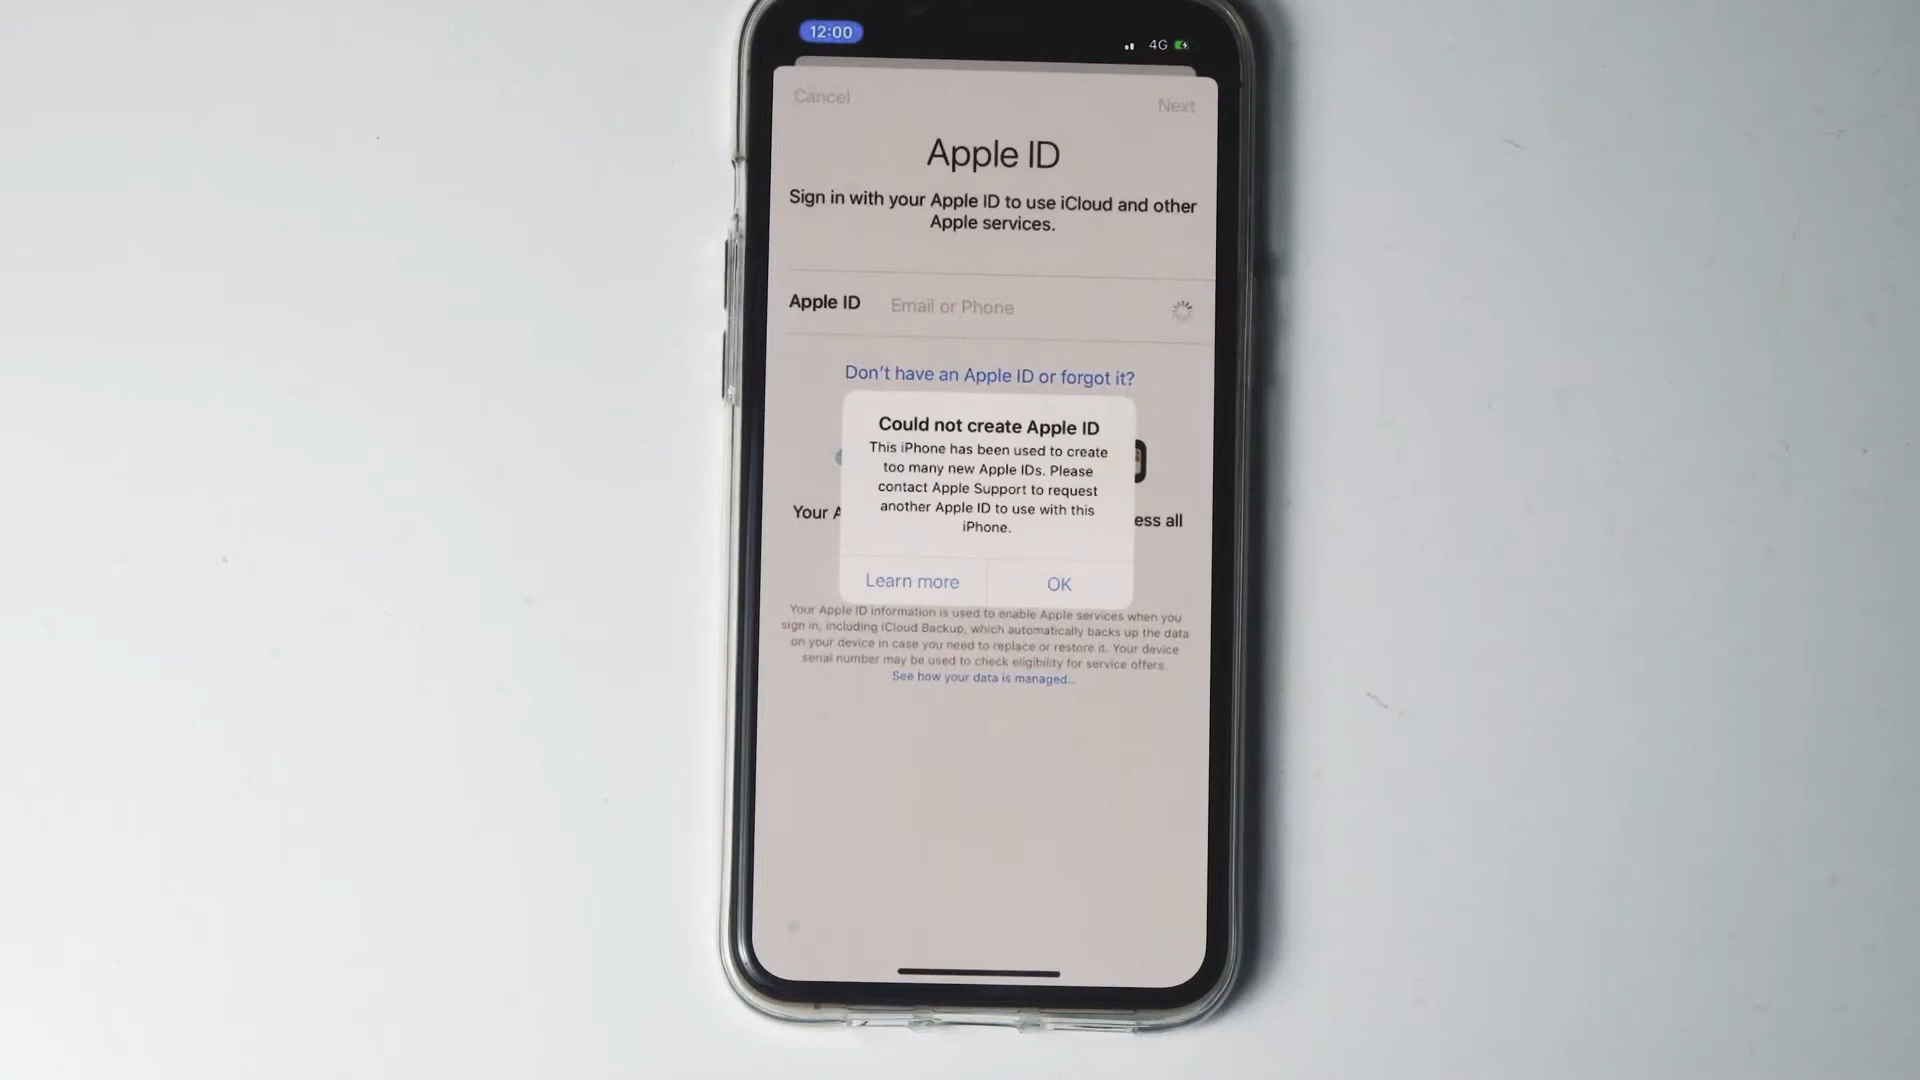 12:00
4G
Cancel
Next
Apple ID
Sign in with your Apple ID to use iCloud and other
Apple services.
Apple ID Email or Phone
Don't have an Apple ID or forgot it?
Could not create Apple ID
This iPhone has been used to create
too many new Apple IDs. Please
contact Apple Support to request
another Apple ID to use with this
iPhone.
Your A
ess all
Learn more
OK
Your Apple ID information is used to enable Apple services when you
sign in, including iCloud Backup, which automatically backs up the data
on your device in case you need to replace or restore it. Your device
serial number may be used to check eligibility for service offers.
See how your data is managed...